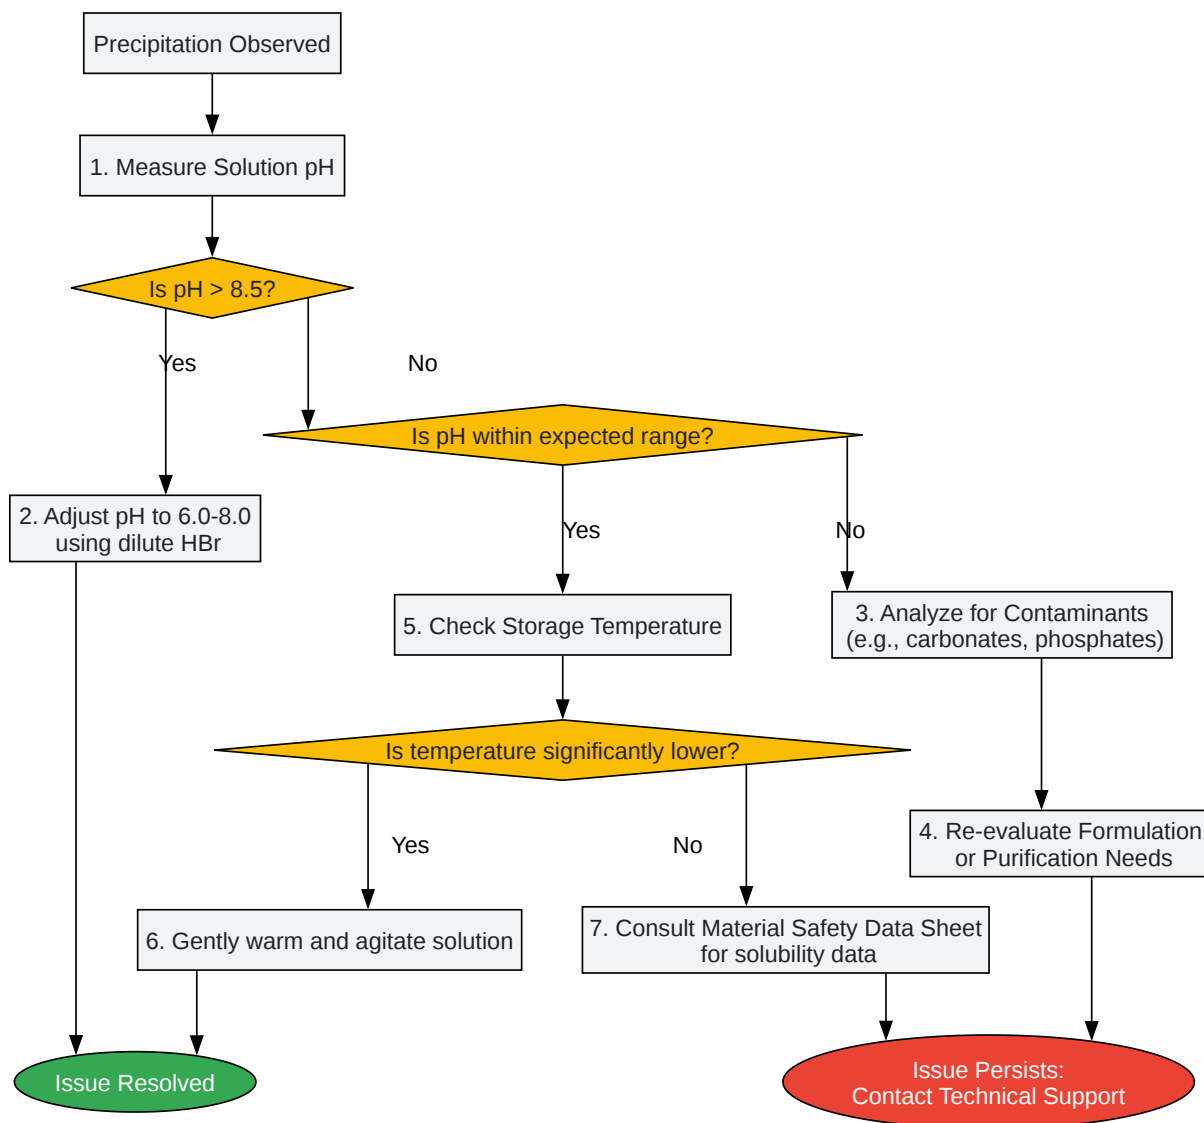 Precipitation Observed
1. Measure Solution pH
Is pH > 8.5?
Yes
No
Is pH within expected range?
2. Adjust pH to 6.0-8.0
using dilute HBr
Yes
No
5. Check Storage Temperature
3. Analyze for Contaminants
(e.g., carbonates, phosphates)
Is temperature significantly lower?
Yes
No
4. Re-evaluate Formulation
or Purification Needs
6. Gently warm and agitate solution
7. Consult Material Safety Data Sheet
for solubility data
Issue Resolved
Issue Persists:
Contact Technical Support